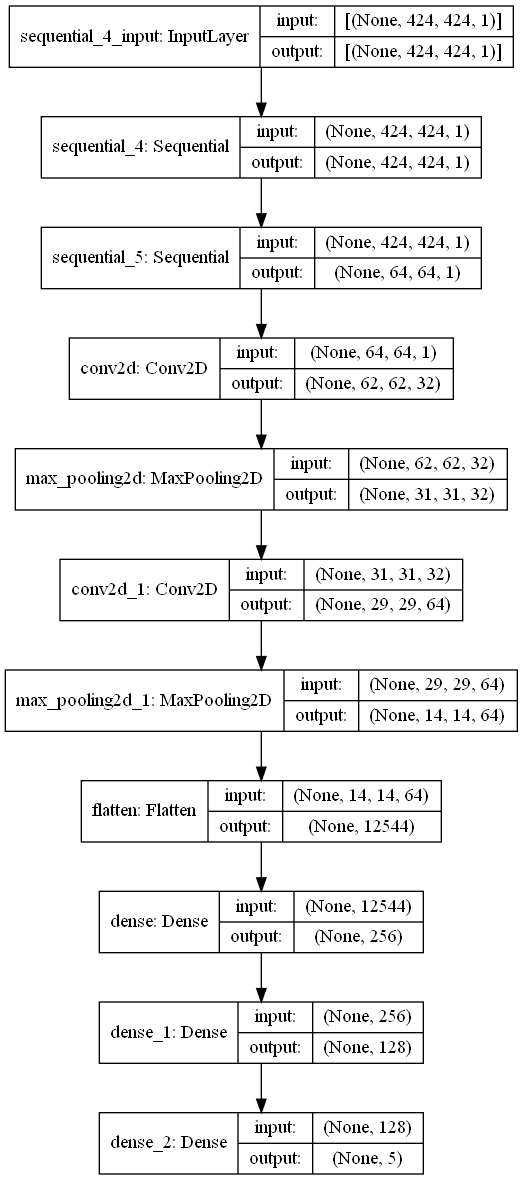 sequential_4_input: InputLayer
input: [(None, 424, 424, 1)]
output: [(None, 424, 424, 1)]
sequential_4: Sequential
input: (None, 424, 424, 1)
output: (None, 424, 424, 1)
sequential_5: Sequential
input: (None, 424, 424, 1)
output: (None, 64, 64, 1)
conv2d: Conv2D
input: (None, 64, 64, 1)
output: (None, 62, 62, 32)
max_pooling2d: MaxPooling2D
input: (None, 62, 62, 32)
output: (None, 31, 31, 32)
conv2d_1: Conv2D
input: (None, 31, 31, 32)
output: (None, 29, 29, 64)
max_pooling2d_1: MaxPooling2D
input: (None, 29, 29, 64)
output: (None, 14, 14, 64)
flatten: Flatten
input: (None, 14, 14, 64)
output: (None, 12544)
dense: Dense
input: (None, 12544)
output: (None, 256)
dense_1: Dense
input: (None, 256)
output: (None, 128)
dense_2: Dense
input: (None, 128)
output: (None, 5)